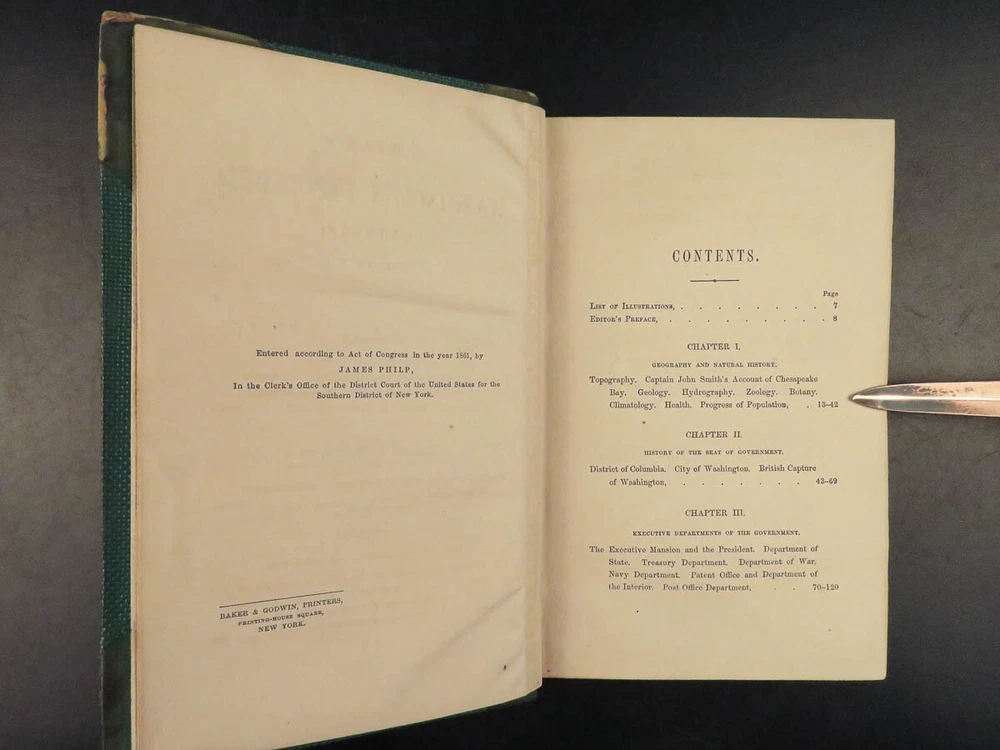 Entered according to Act of Congress in the year 1861, by
JAMES PHILP,
In the Clerk's Office of the District Court of the United States for the
Southern District of New York.
BAKER & GODWIN, PRINTERS,
PRINTING-HOUSE SQUARE,
NEW YORK.
CONTENTS.
Page
List of Illustrations, . . . . . . . . 7
Editor's Preface, . . . . . . . . . 8
CHAPTER I.
GEOGRAPHY AND NATURAL HISTORY.
Topography. Captain John Smith's Account of Chesapeake
Bay. Geology. Hydrography. Zoology. Botany.
Climatology. Health. Progress of Population, . 13–42
CHAPTER II.
HISTORY OF THE SEAT OF GOVERNMENT.
District of Columbia. City of Washington. British Capture
of Washington, . . . . . . . 43–69
CHAPTER III.
EXECUTIVE DEPARTMENTS OF THE GOVERNMENT.
The Executive Mansion and the President. Department of
State. Treasury Department. Department of War.
Navy Department. Patent Office and Department of
the Interior. Post Office Department, . . 70–120